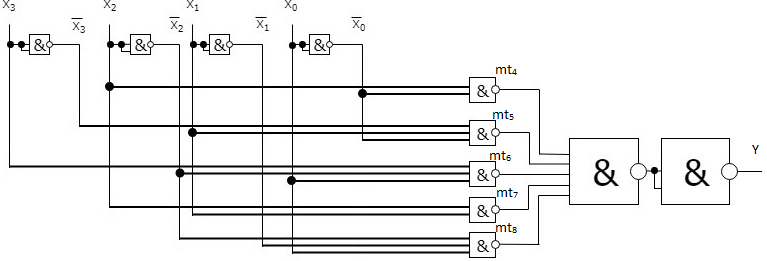 X₃ X₂ X₁ X₀
X̅₃ X̅₂ X̅₁ X̅₀
& & & &
mt₄
&
mt₅
&
mt₆
&
mt₇
&
mt₈
&
& &
Y